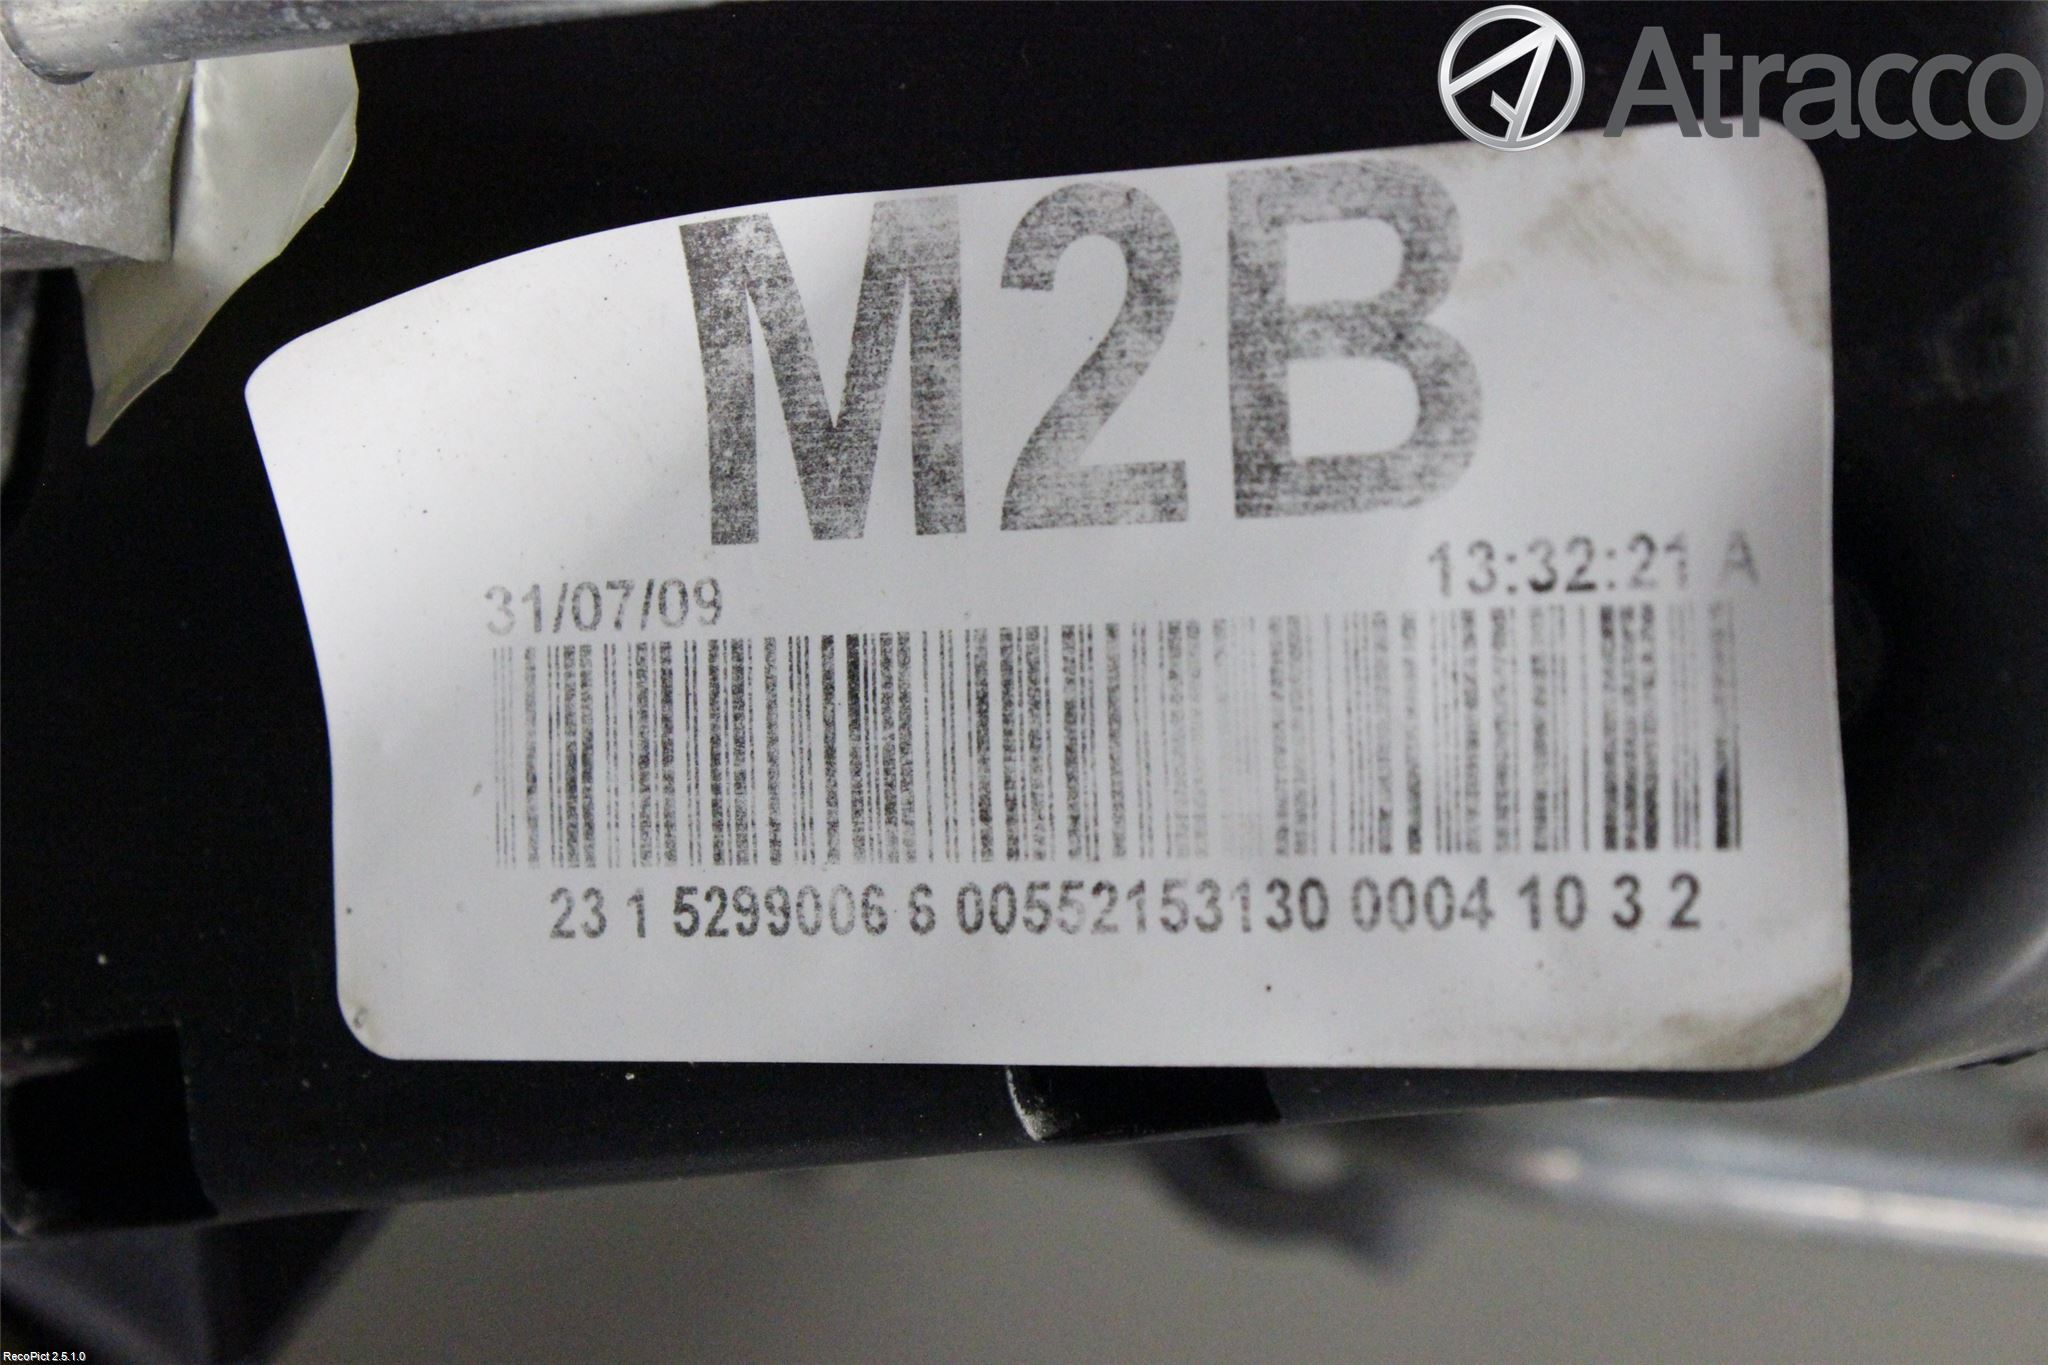 Atracco
M2B
31/07/09 13:32:21 A
23 1 5299006 6 00552153130 0004 10 3 2
RecoPict 2.5.1.0